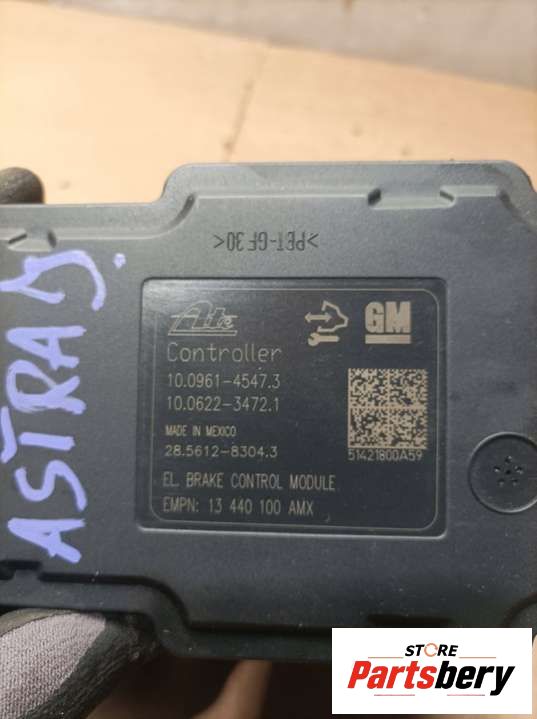 >PET-GF30<
ASTRA J.
Ate
GM
Controller
10.0961-4547.3
10.0622-3472.1
MADE IN MEXICO
28.5612-8304.3
51421800A59
EL. BRAKE CONTROL MODULE
EMPN: 13 440 100 AMX
STORE
Partsbery